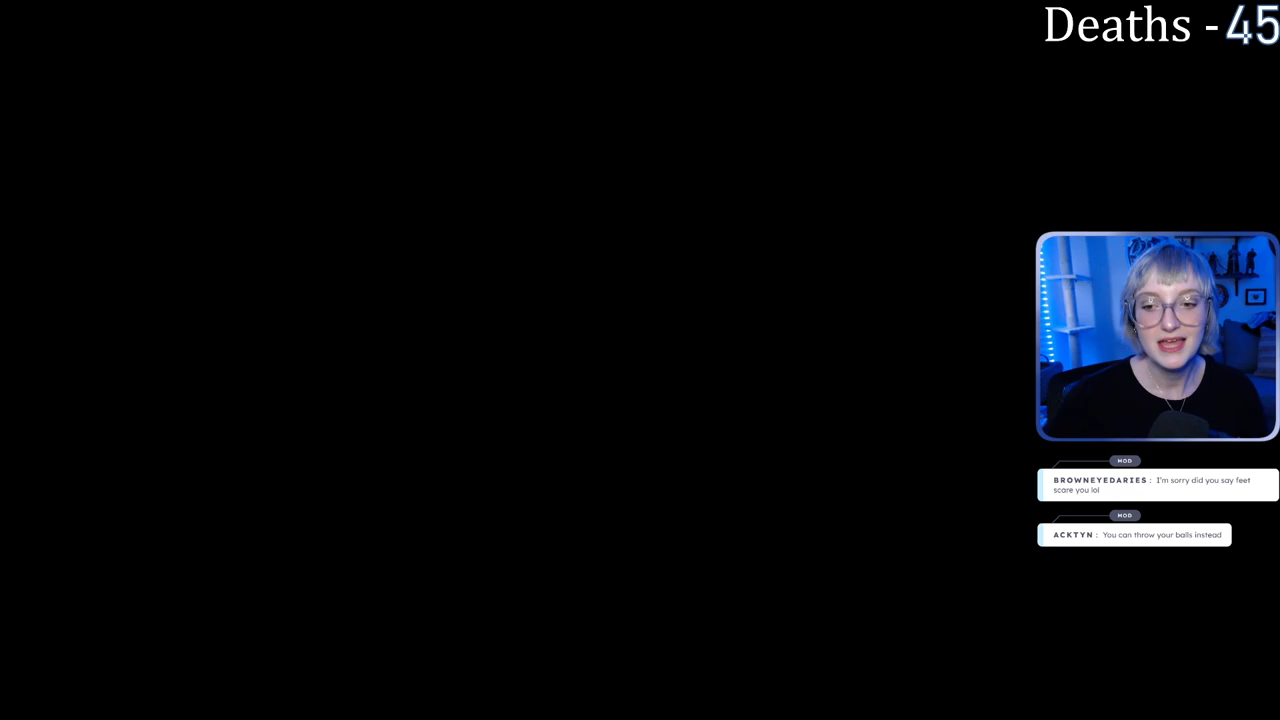 Deaths - 45
MOD
BROWNEYEDARIES : I'm sorry did you say feet
scare you lol
MOD
ACKTYN : You can throw your balls instead